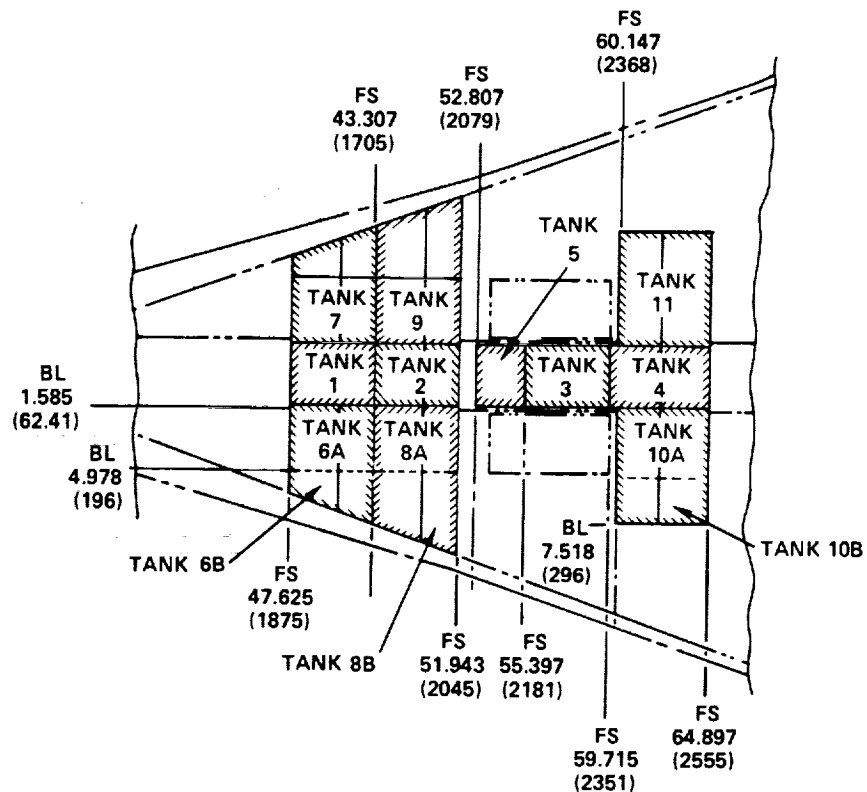 FS
60.147
(2368)
FS
52.807
(2079)
FS
43.307
(1705)
TANK
5
TANK
7
TANK
9
TANK
11
TANK
1
TANK
2
TANK
3
TANK
4
BL
1.585
(62.41)
TANK
6A
TANK
8A
TANK
10A
BL
4.978
(196)
BL
7.518
(296)
TANK 6B
TANK 10B
FS
47.625
(1875)
TANK 8B
FS
51.943
(2045)
FS
55.397
(2181)
FS
59.715
(2351)
FS
64.897
(2555)